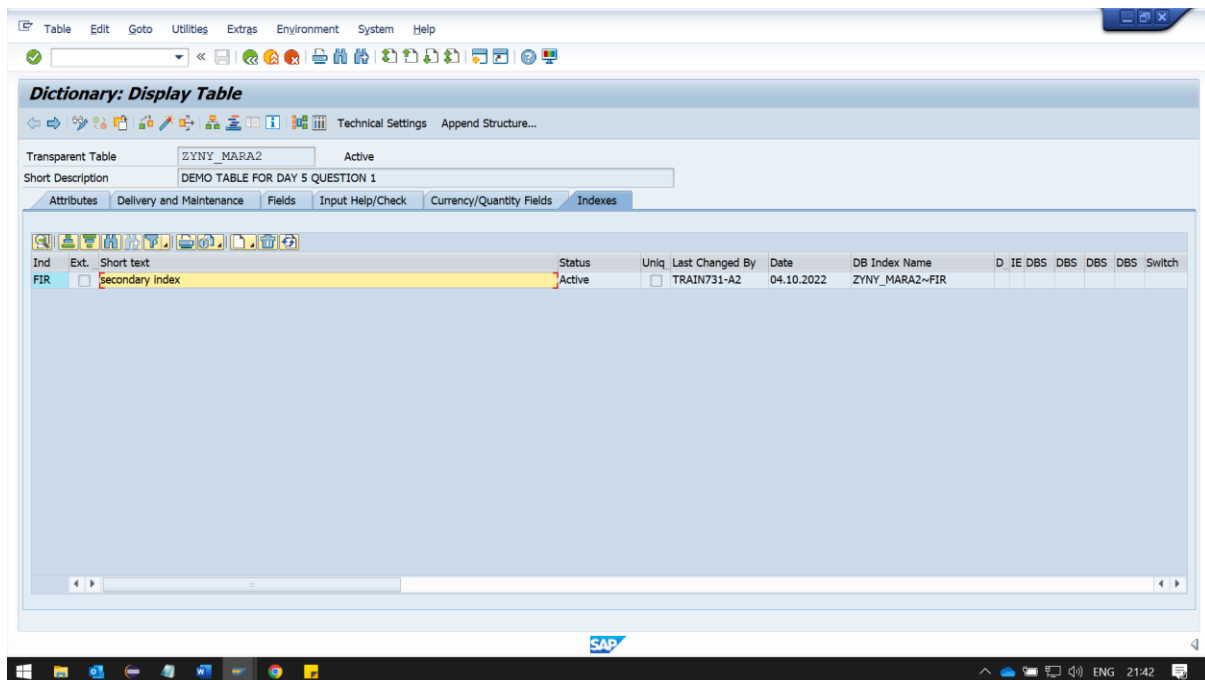 Table Edit Goto Utilities Extras Environment System Help
Dictionary: Display Table
Technical Settings Append Structure...
Transparent Table ZYNY_MARA2 Active
Short Description DEMO TABLE FOR DAY 5 QUESTION 1
Attributes Delivery and Maintenance Fields Input Help/Check Currency/Quantity Fields Indexes
Ind Ext. Short text Status Uniq Last Changed By Date DB Index Name D IE DBS DBS DBS DBS Switch
FIR secondary index Active TRAIN731-A2 04.10.2022 ZYNY_MARA2~FIR
SAP
ENG 21:42